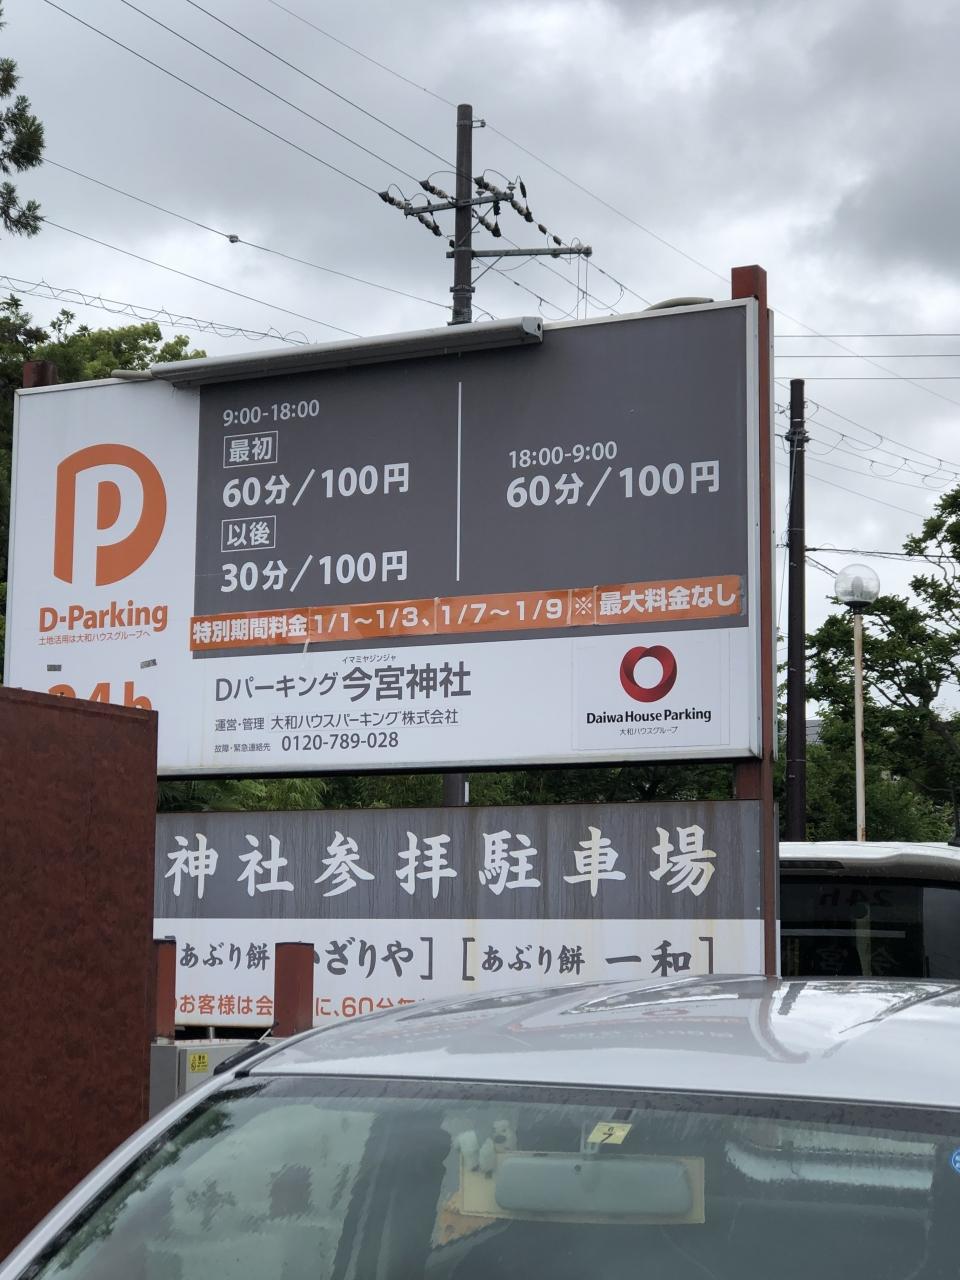 9:00-18:00
最初
60分／100円
以後
30分／100円
18:00-9:00
60分／100円
D-Parking
土地活用は大和ハウスグループへ
24h
特別期間料金 1/1～1/3、1/7～1/9 ※最大料金なし
イマミヤジンジャ
Dパーキング 今宮神社
運営・管理 大和ハウスパーキング株式会社
故障・緊急連絡先 0120-789-028
Daiwa House Parking
大和ハウスグループ
神社参拝駐車場
あぶり餅 かざりや］［あぶり餅 一和］
のお客様は会 に、60分無
7